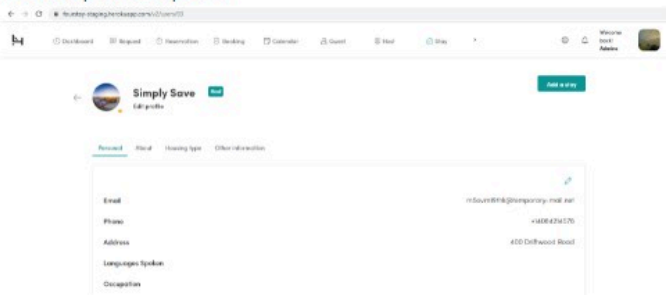 Dashboard Request Reservation Booking Calendar Guest Host Stay
Welcome
back!
Admins
Simply Save Host
Edit profile
Add a stay
Personal About Housing type Other information
Email
Phone
Address 400 Driftwood Road
Languages Spoken
Occupation